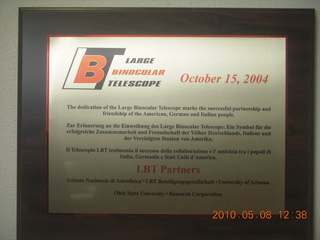 LBT LARGE
BINOCULAR
TELESCOPE
October 15, 2004
The dedication of the Large Binocular Telescope marks the successful partnership and
friendship of the American, German and Italian people.
Zur Erinnerung an die Einweihung des Large Binocular Telescope: Ein Symbol für die
erfolgreiche Zusammenarbeit und Freundschaft der Völker Deutschlands, Italiens und
der Vereinigten Staaten von Amerika.
Il Telescopio LBT testimonia il successo della collaborazione e l' amicizia tra i popoli di
Italia, Germania e Stati Uniti d'America.
LBT Partners
Istituto Nazionale di Astrofisica • LBT Beteiligungsgesellschaft • University of Arizona
Ohio State University • Research Corporation
2010.05.08 12:38